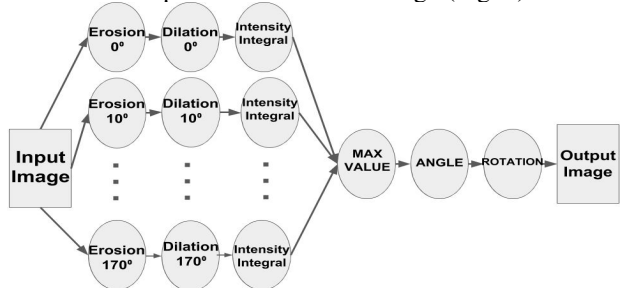 Erosion
0º
Dilation
0º
Intensity
Integral
Erosion
10º
Dilation
10º
Intensity
Integral
Input
Image
MAX
VALUE
ANGLE
ROTATION
Output
Image
Erosion
170º
Dilation
170º
Intensity
Integral